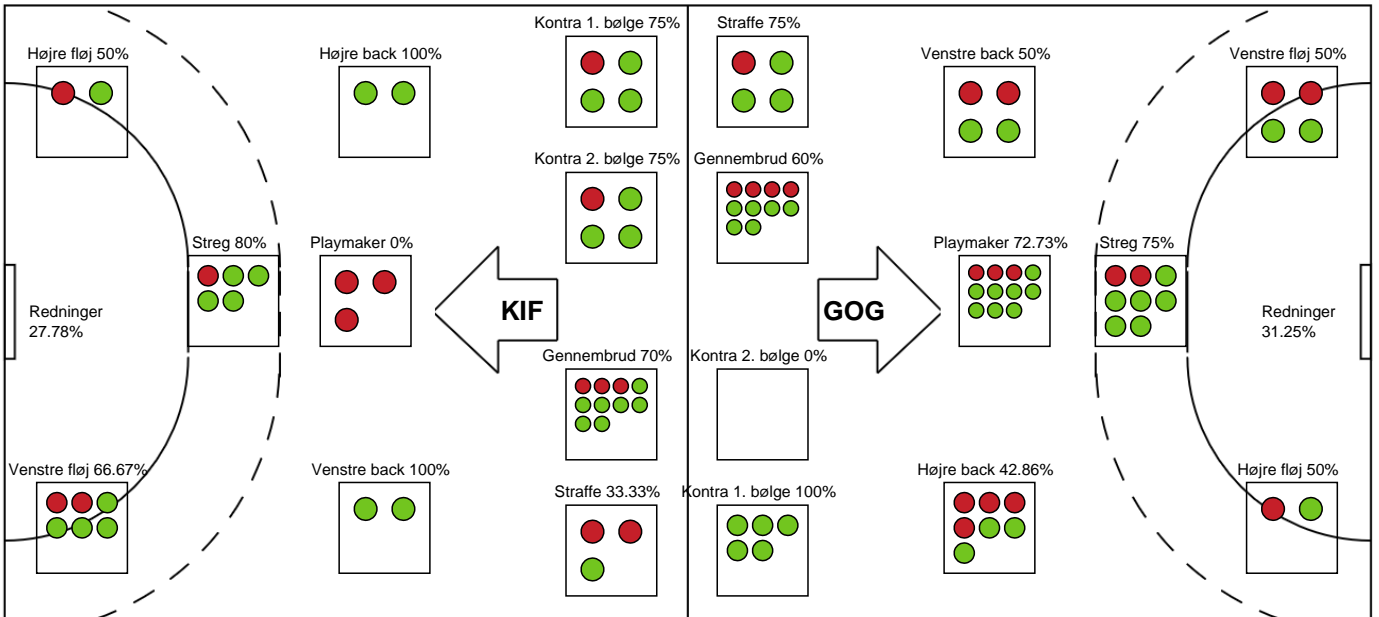 Kontra 1. bølge 75%
Straffe 75%
Højre fløj 50%
Højre back 100%
Venstre back 50%
Venstre fløj 50%
Kontra 2. bølge 75%
Gennembrud 60%
Streg 80%
Playmaker 0%
Playmaker 72.73%
Streg 75%
KIF
GOG
Redninger
27.78%
Redninger
31.25%
Gennembrud 70%
Kontra 2. bølge 0%
Venstre fløj 66.67%
Venstre back 100%
Højre back 42.86%
Højre fløj 50%
Straffe 33.33%
Kontra 1. bølge 100%